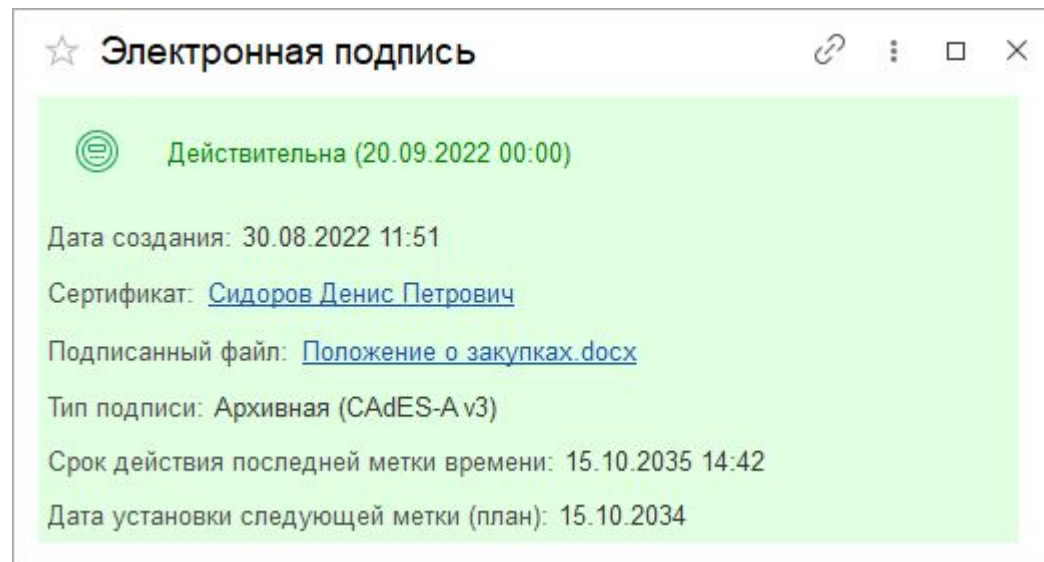 Электронная подпись
Действительна (20.09.2022 00:00)
Дата создания: 30.08.2022 11:51
Сертификат: Сидоров Денис Петрович
Подписанный файл: Положение о закупках.docx
Тип подписи: Архивная (CAdES-A v3)
Срок действия последней метки времени: 15.10.2035 14:42
Дата установки следующей метки (план): 15.10.2034